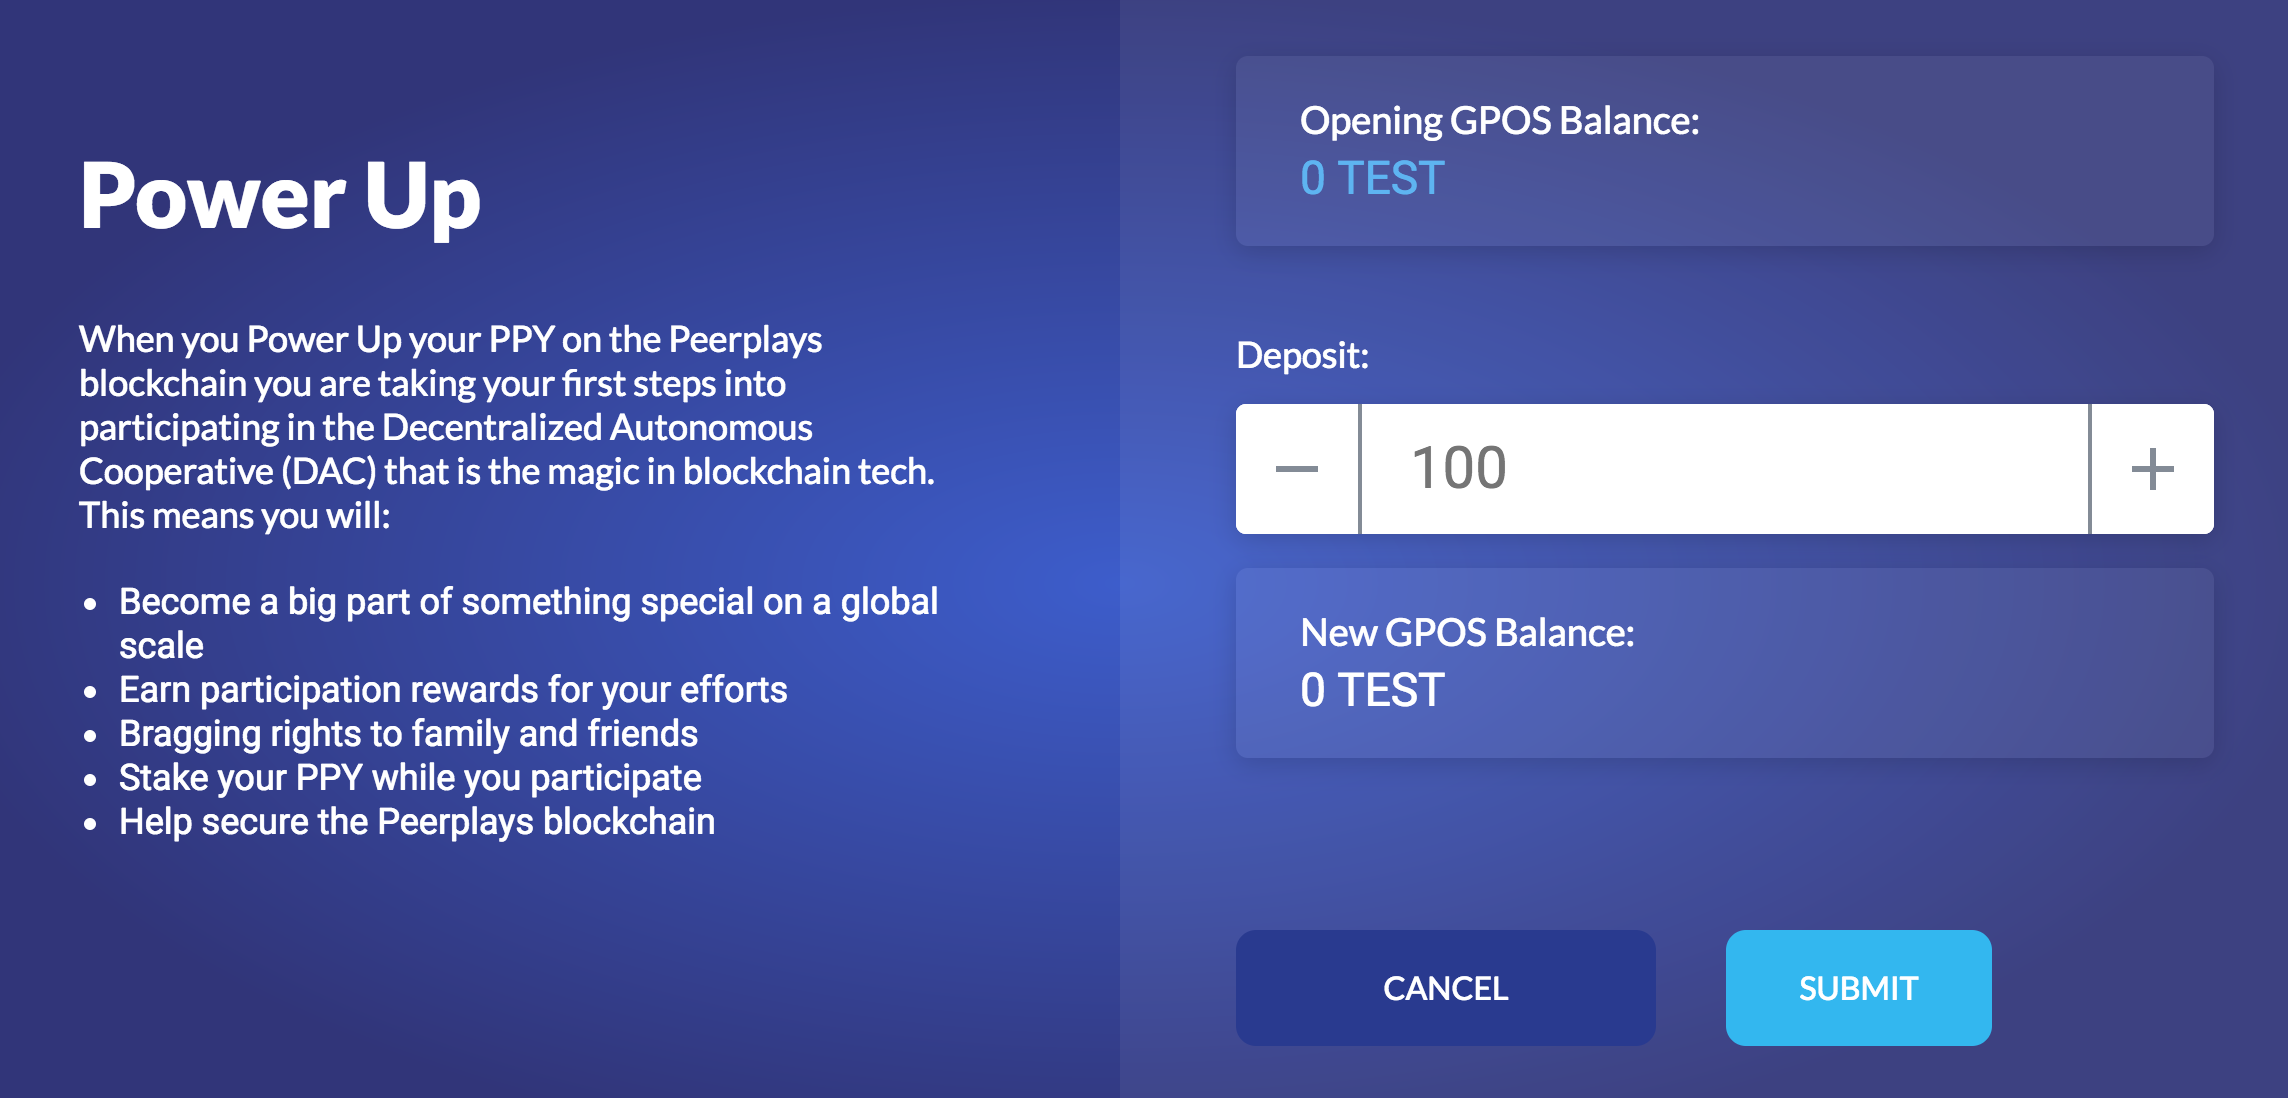 Power Up
When you Power Up your PPY on the Peerplays
blockchain you are taking your first steps into
participating in the Decentralized Autonomous
Cooperative (DAC) that is the magic in blockchain tech.
This means you will:
• Become a big part of something special on a global
scale
• Earn participation rewards for your efforts
• Bragging rights to family and friends
• Stake your PPY while you participate
• Help secure the Peerplays blockchain
Opening GPOS Balance:
0 TEST
Deposit:
− 100 +
New GPOS Balance:
0 TEST
CANCEL SUBMIT